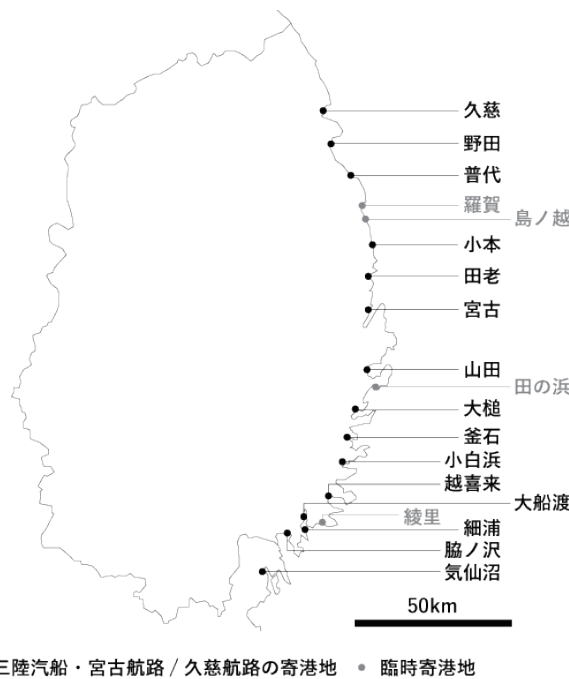 久慈
野田
普代
羅賀
島ノ越
小本
田老
宮古
山田
田の浜
大槌
釜石
小白浜
越喜来
大船渡
綾里
細浦
脇ノ沢
気仙沼
50km
三陸汽船・宮古航路 / 久慈航路の寄港地 ● 臨時寄港地